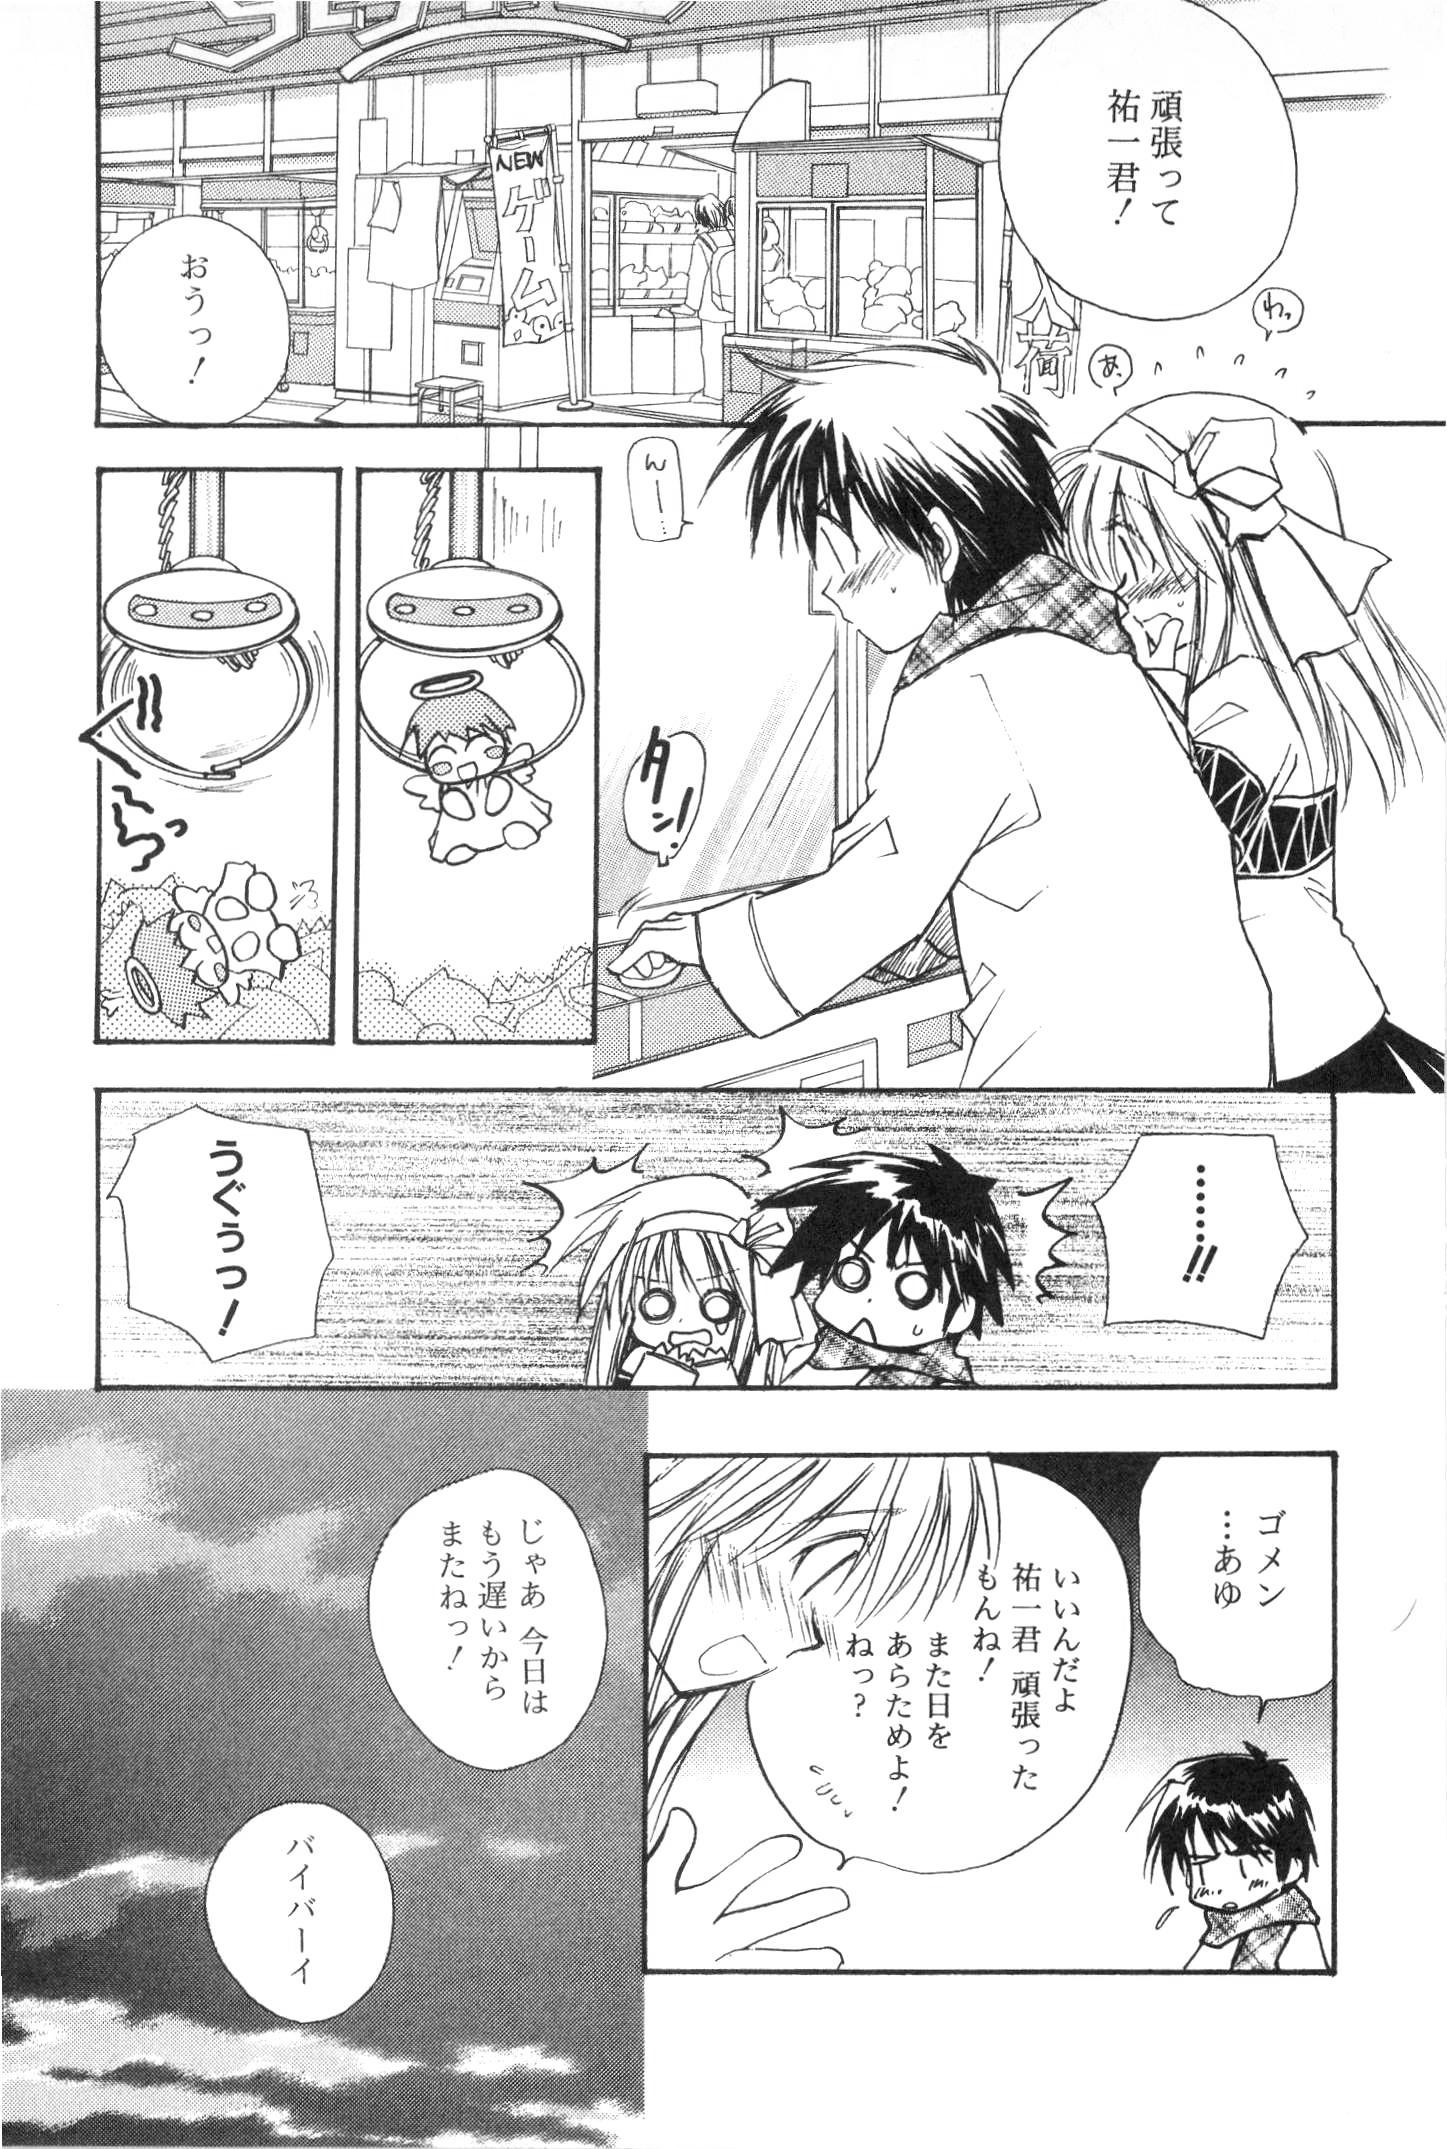 頑張って
祐一君！
おうっ！
NEW
ゲーム
わっ
あっ
んー…
タン！
………!!
うぐぅっ！
ゴメン
…あゆ
いいんだよ
祐一君 頑張った
もんね！
また日を
あらためよ！
ねっ？
じゃあ 今日は
もう遅いから
またねっ！
バイバーイ